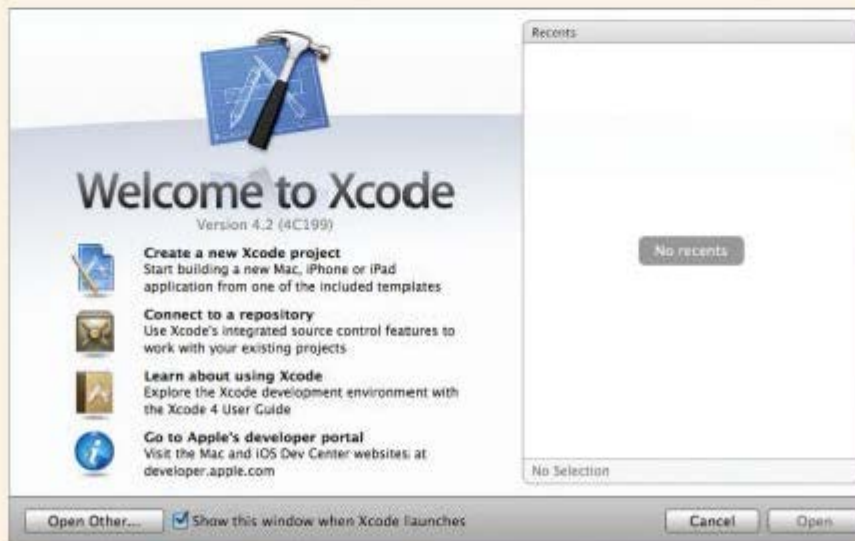 Recents
Welcome to Xcode
Version 4.2 (4C199)
No recents
Create a new Xcode project
Start building a new Mac, iPhone or iPad
application from one of the included templates
Connect to a repository
Use Xcode's integrated source control features to
work with your existing projects
Learn about using Xcode
Explore the Xcode development environment with
the Xcode 4 User Guide
Go to Apple's developer portal
Visit the Mac and iOS Dev Center websites at
developer.apple.com
No Selection
Open Other...
Show this window when Xcode launches
Cancel
Open